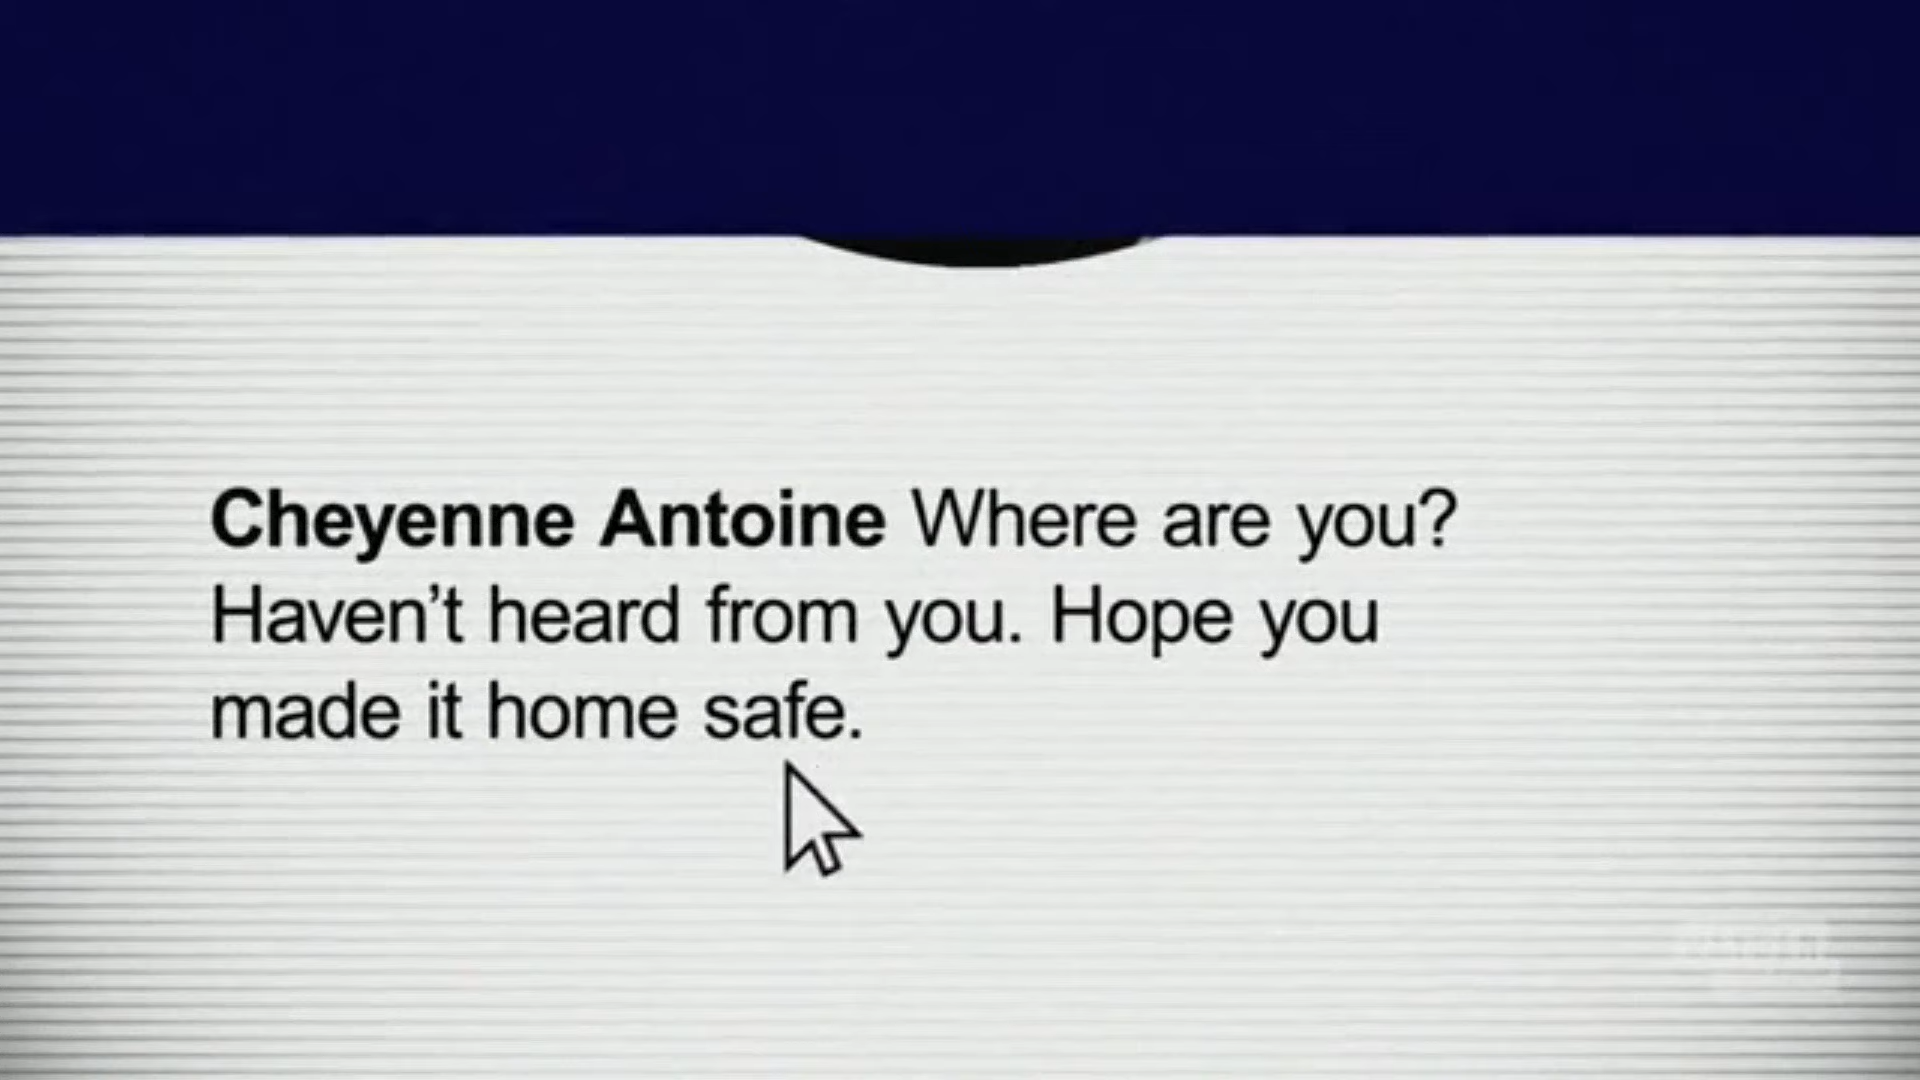 Cheyenne Antoine Where are you?
Haven’t heard from you. Hope you
made it home safe.